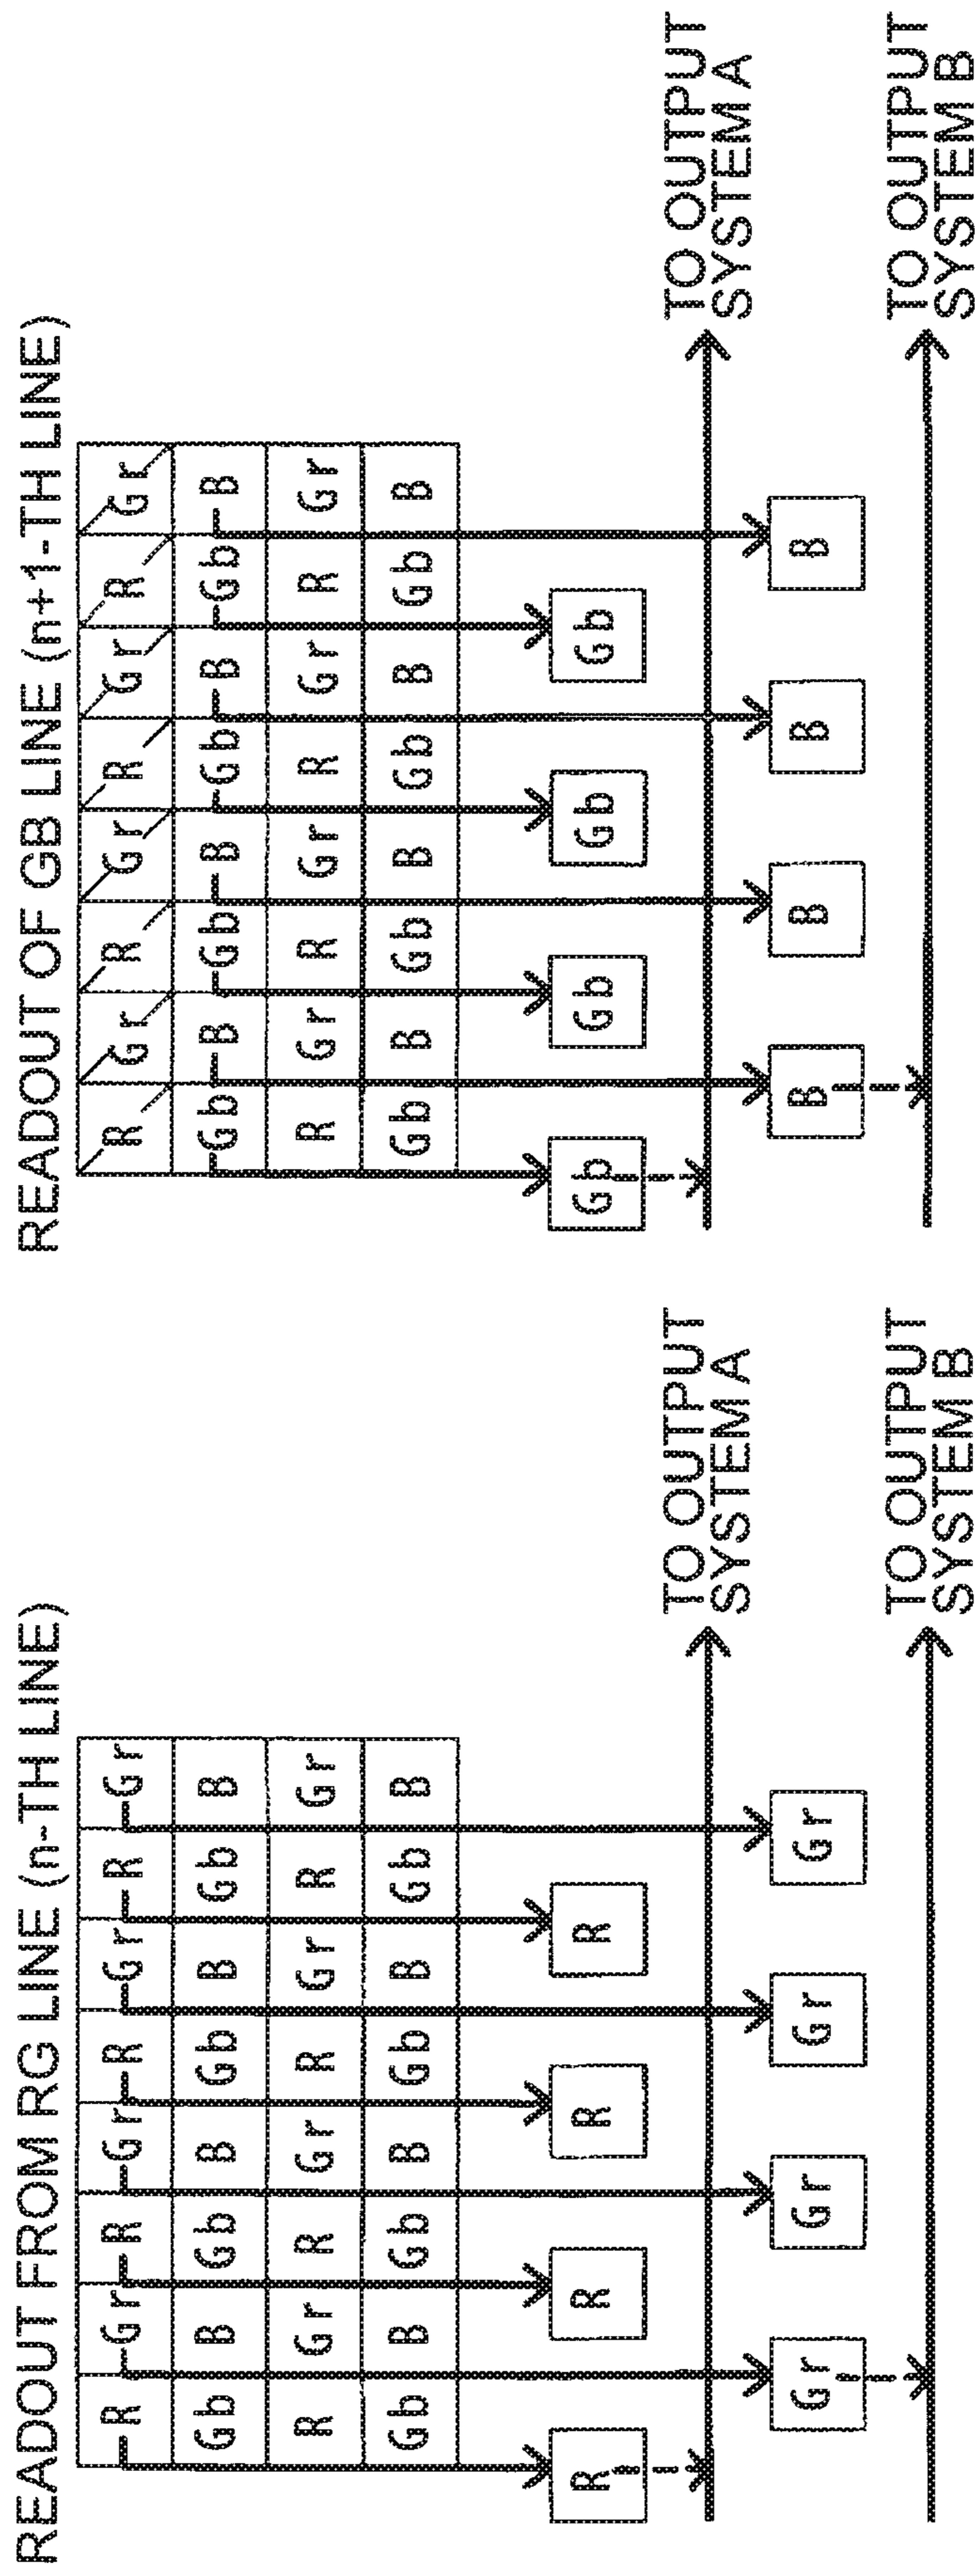 READOUT FROM RG LINE (n-TH LINE)
R Gr R Gr R Gr R Gr
Gb B Gb B Gb B Gb B
R Gr R Gr R Gr R Gr
Gb B Gb B Gb B Gb B
R R R R
TO OUTPUT
SYSTEM A
Gr Gr Gr Gr
TO OUTPUT
SYSTEM B
READOUT OF GB LINE (n+1-TH LINE)
R Gr R Gr R Gr R Gr
Gb B Gb B Gb B Gb B
R Gr R Gr R Gr R Gr
Gb B Gb B Gb B Gb B
Gb Gb Gb Gb
TO OUTPUT
SYSTEM A
B B B B
TO OUTPUT
SYSTEM B